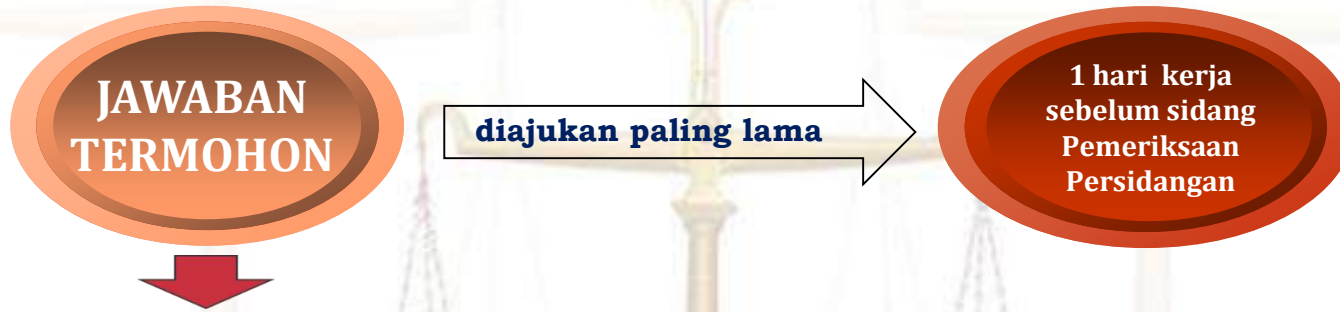 JAWABAN
TERMOHON
diajukan paling lama
1 hari kerja
sebelum sidang
Pemeriksaan
Persidangan